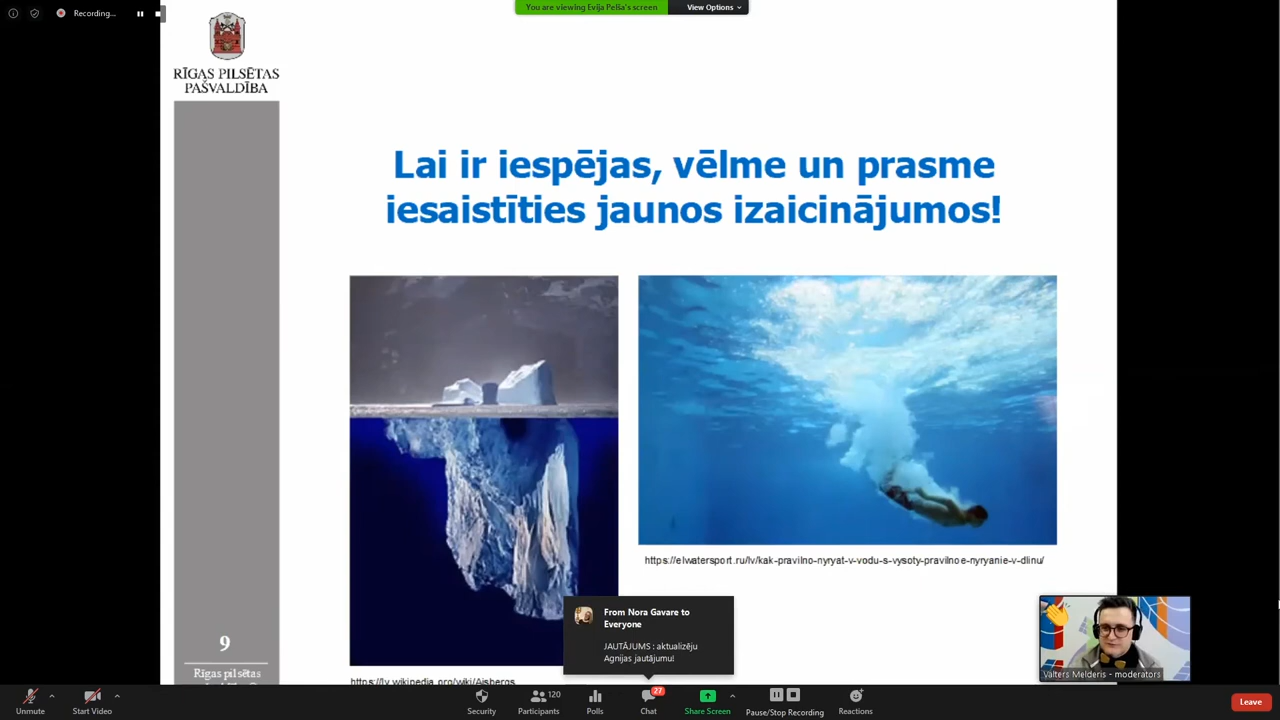 Recording...
You are viewing Evija Pelša's screen
View Options
RĪGAS PILSĒTAS
PAŠVALDĪBA
Lai ir iespējas, vēlme un prasme
iesaistīties jaunos izaicinājumos!
https://elwatersport.ru/lv/kak-pravilno-nyryat-v-vodu-s-vysoty-pravilnoe-nyryanie-v-dlinu/
https://lv.wikipedia.org/wiki/Aisbergs
9
Rīgas pilsētas
From Nora Gavare to
Everyone
JAUTĀJUMS : aktualizēju
Agnijas jautājumu!
Valters Melderis - moderators
Unmute
Start Video
Security
Participants
120
Polls
Chat
27
Share Screen
Pause/Stop Recording
Reactions
Leave